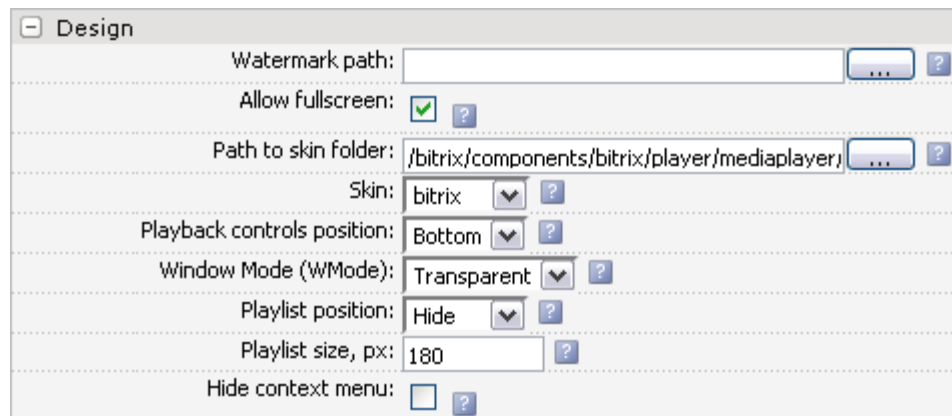 Design
Watermark path: ... ?
Allow fullscreen: ?
Path to skin folder: /bitrix/components/bitrix/player/mediaplayer/ ... ?
Skin: bitrix ?
Playback controls position: Bottom ?
Window Mode (WMode): Transparent ?
Playlist position: Hide ?
Playlist size, px: 180 ?
Hide context menu: ?